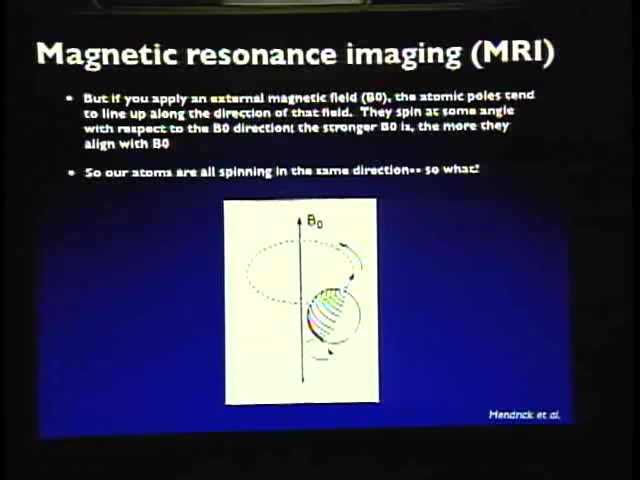 Magnetic resonance imaging (MRI)
• But if you apply an external magnetic field (B0), the atomic poles tend
to line up along the direction of that field. They spin at some angle
with respect to the B0 direction; the stronger B0 is, the more they
align with B0
• So our atoms are all spinning in the same direction-- so what?
B0
Hendrick et al.